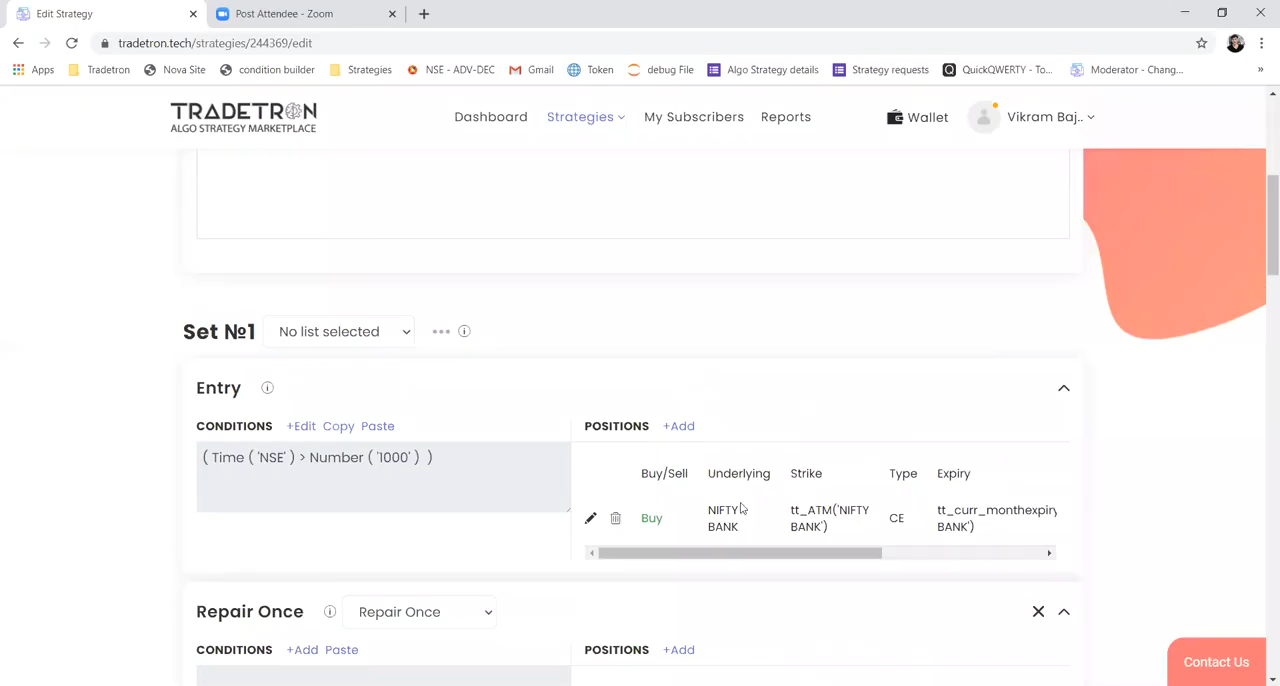 Edit Strategy
Post Attendee - Zoom
tradetron.tech/strategies/244369/edit
Apps Tradetron Nova Site condition builder Strategies NSE - ADV-DEC Gmail Token debug File Algo Strategy details Strategy requests QuickQWERTY - To... Moderator - Chang... »
TRADETRON
ALGO STRATEGY MARKETPLACE
Dashboard Strategies My Subscribers Reports Wallet Vikram Baj..
Set №1 No list selected
Entry
CONDITIONS +Edit Copy Paste
POSITIONS +Add
( Time ( 'NSE' ) > Number ( '1000' ) )
Buy/Sell Underlying Strike Type Expiry
Buy NIFTY BANK tt_ATM('NIFTY BANK') CE tt_curr_monthexpiry BANK')
Repair Once Repair Once
CONDITIONS +Add Paste
POSITIONS +Add
Contact Us